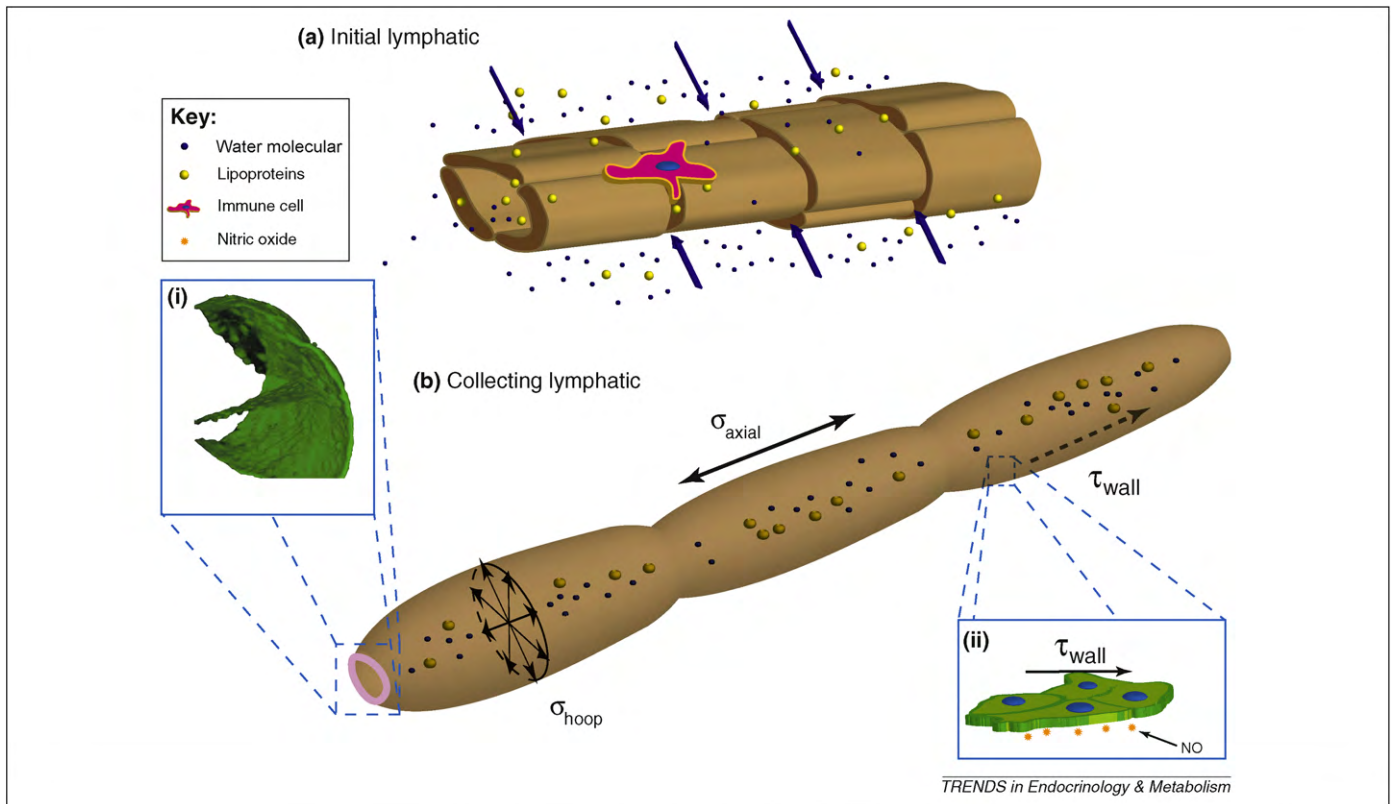 (a) Initial lymphatic
Key:
Water molecular
Lipoproteins
Immune cell
Nitric oxide
(i)
(b) Collecting lymphatic
σaxial
τwall
σhoop
(ii)
τwall
NO
TRENDS in Endocrinology & Metabolism